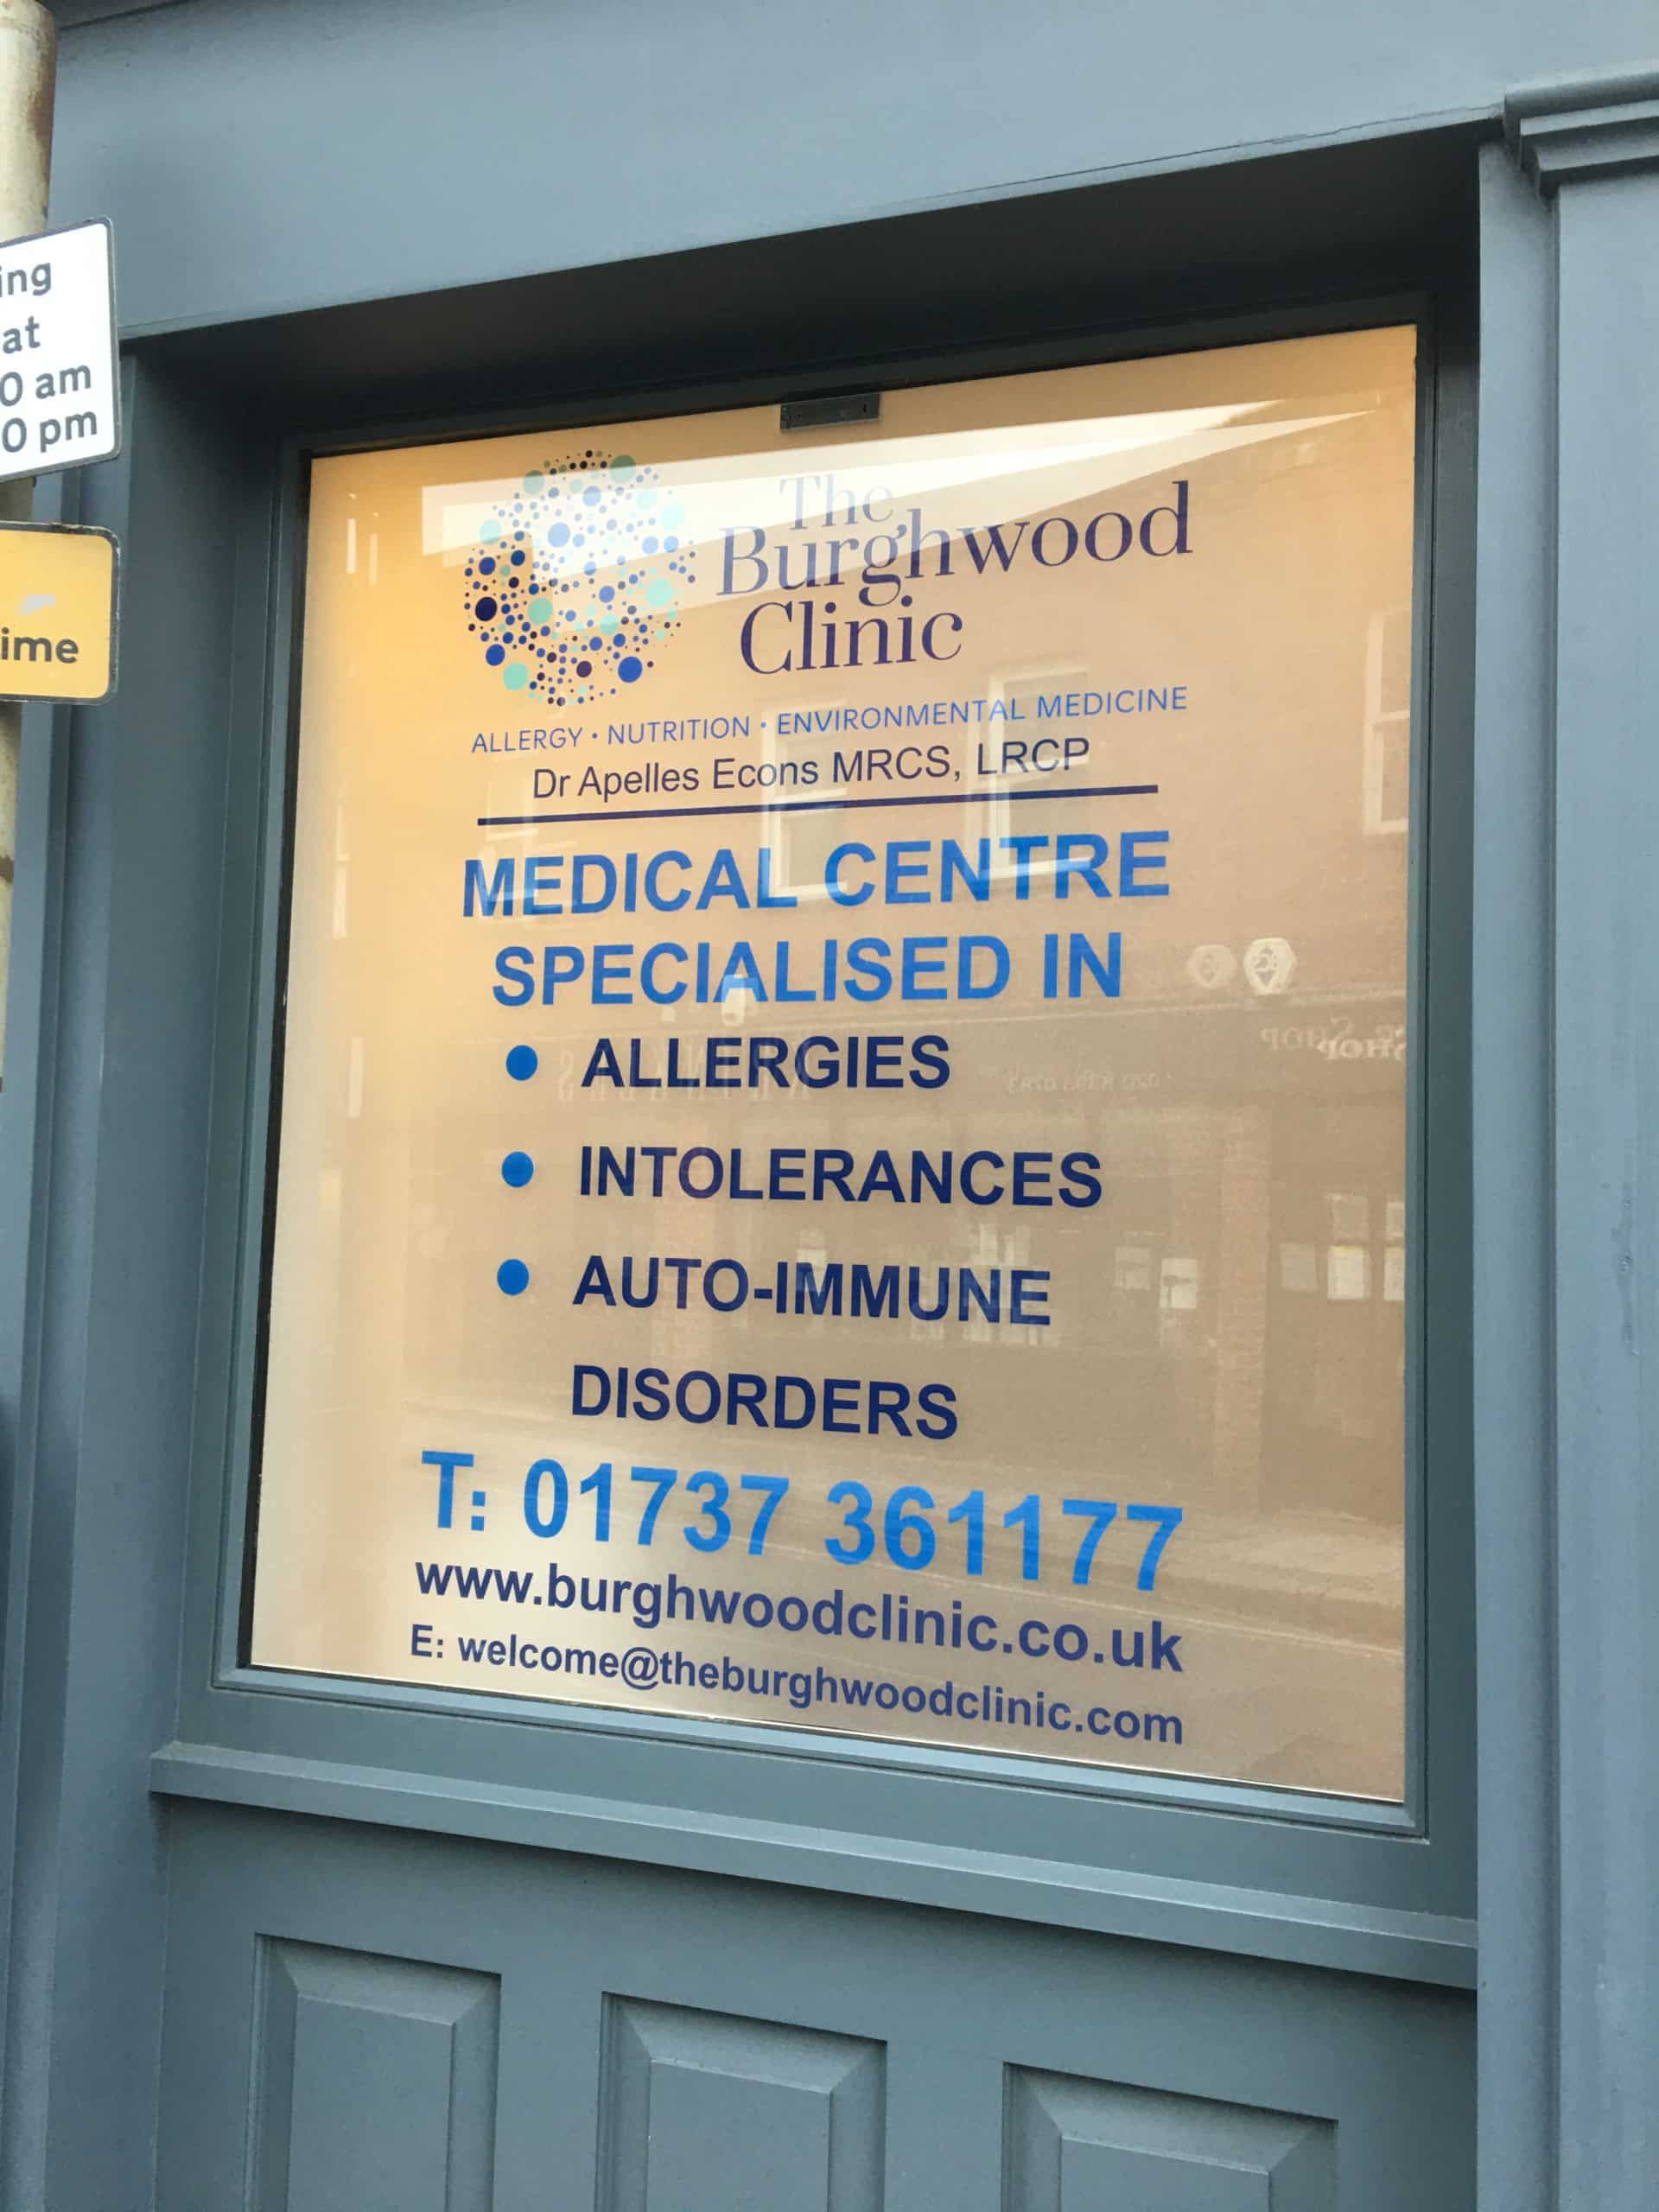 ing
at
0 am
0 pm
ime
The
Burghwood
Clinic
ALLERGY • NUTRITION • ENVIRONMENTAL MEDICINE
Dr Apelles Econs MRCS, LRCP
MEDICAL CENTRE
SPECIALISED IN
• ALLERGIES
• INTOLERANCES
• AUTO-IMMUNE
DISORDERS
T: 01737 361177
www.burghwoodclinic.co.uk
E: welcome@theburghwoodclinic.com